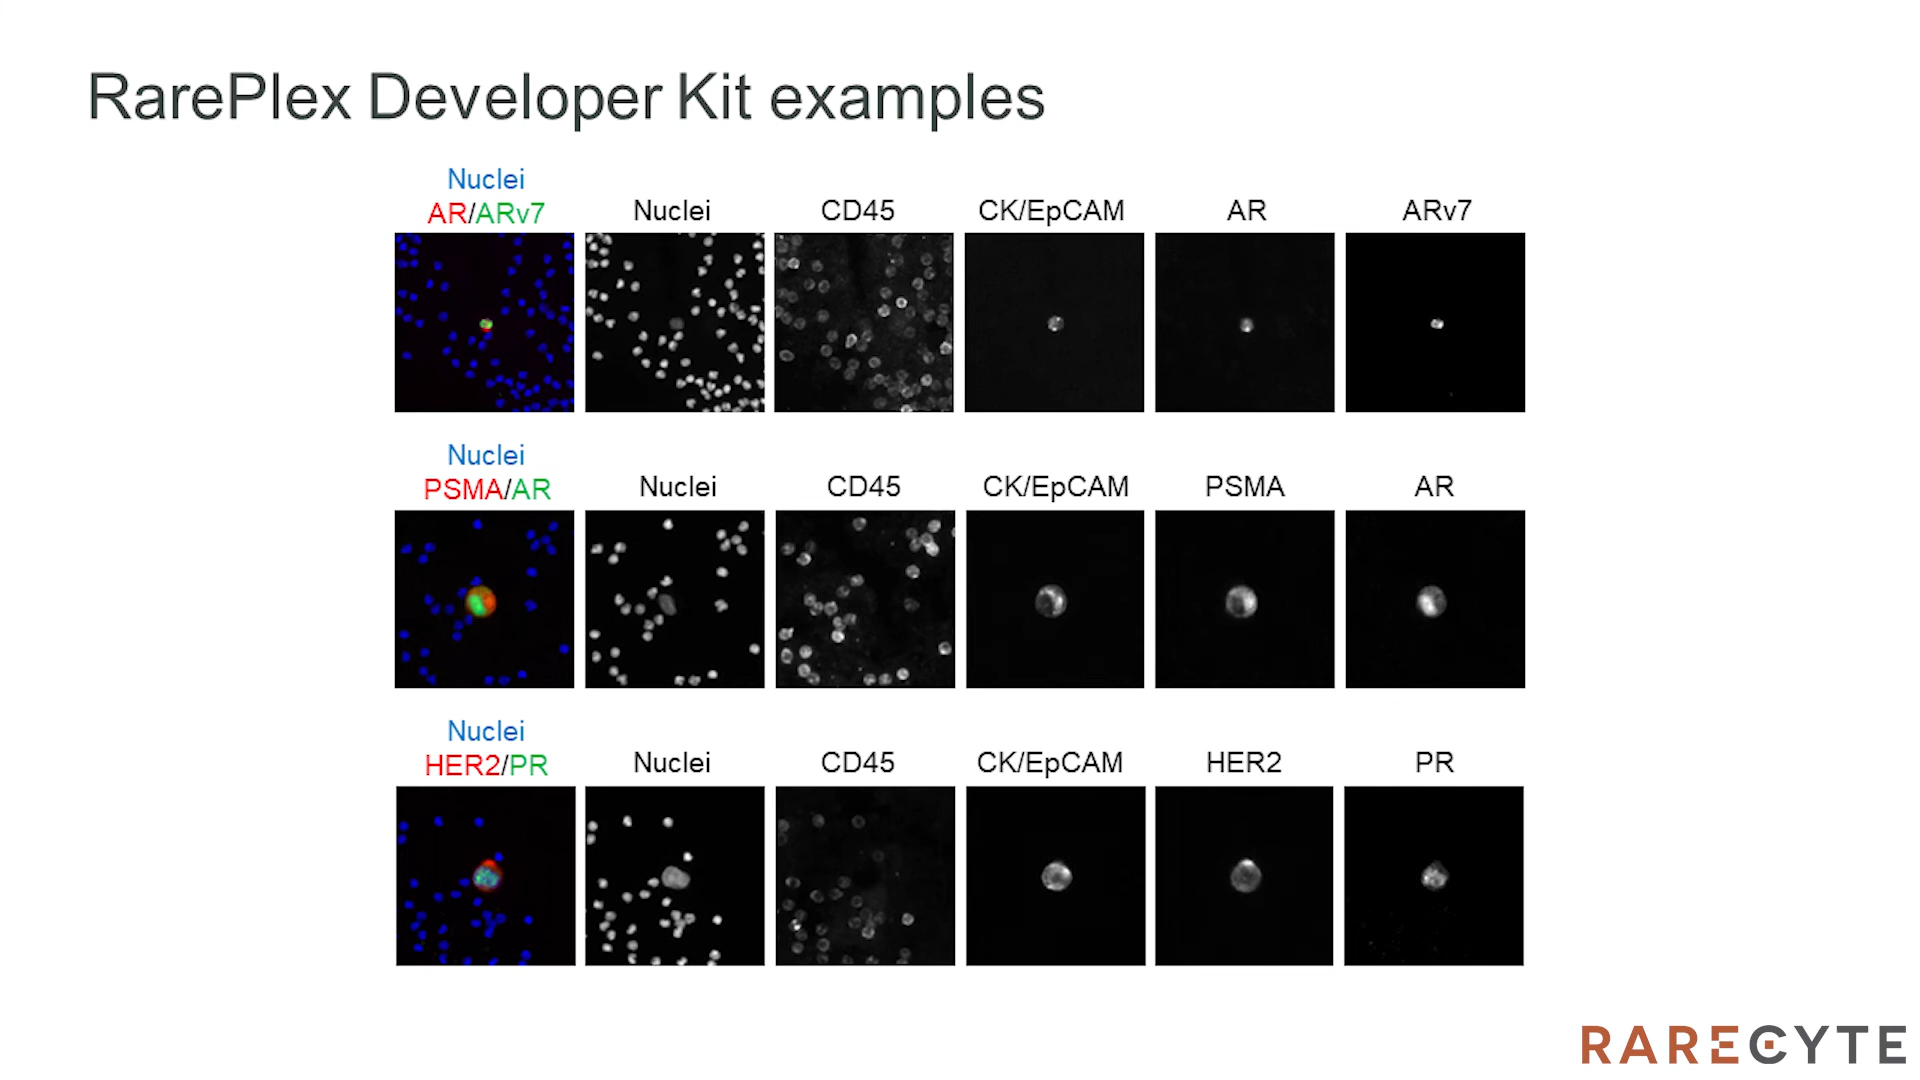 RarePlex Developer Kit examples
Nuclei
AR/ARv7
Nuclei
CD45
CK/EpCAM
AR
ARv7
Nuclei
PSMA/AR
Nuclei
CD45
CK/EpCAM
PSMA
AR
Nuclei
HER2/PR
Nuclei
CD45
CK/EpCAM
HER2
PR
RARECYTE